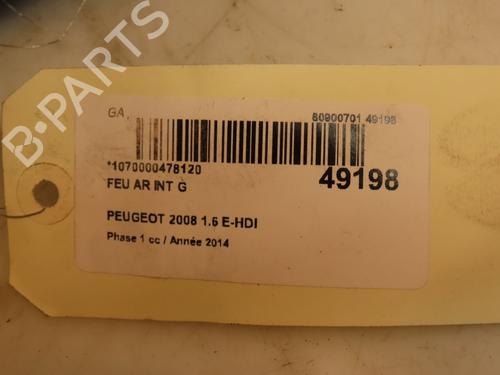 B-PARTS
GA.
80900701 49198
*1070000478120
49198
FEU AR INT G
PEUGEOT 2008 1.6 E-HDI
Phase 1 cc / Année 2014